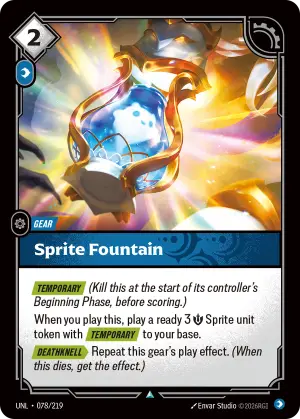 2
GEAR
Sprite Fountain
TEMPORARY (Kill this at the start of its controller's
Beginning Phase, before scoring.)
When you play this, play a ready 3 Sprite unit
token with TEMPORARY to your base.
DEATHKNELL Repeat this gear's play effect. (When
this dies, get the effect.)
UNL • 078/219
Envar Studio ©2026RGI